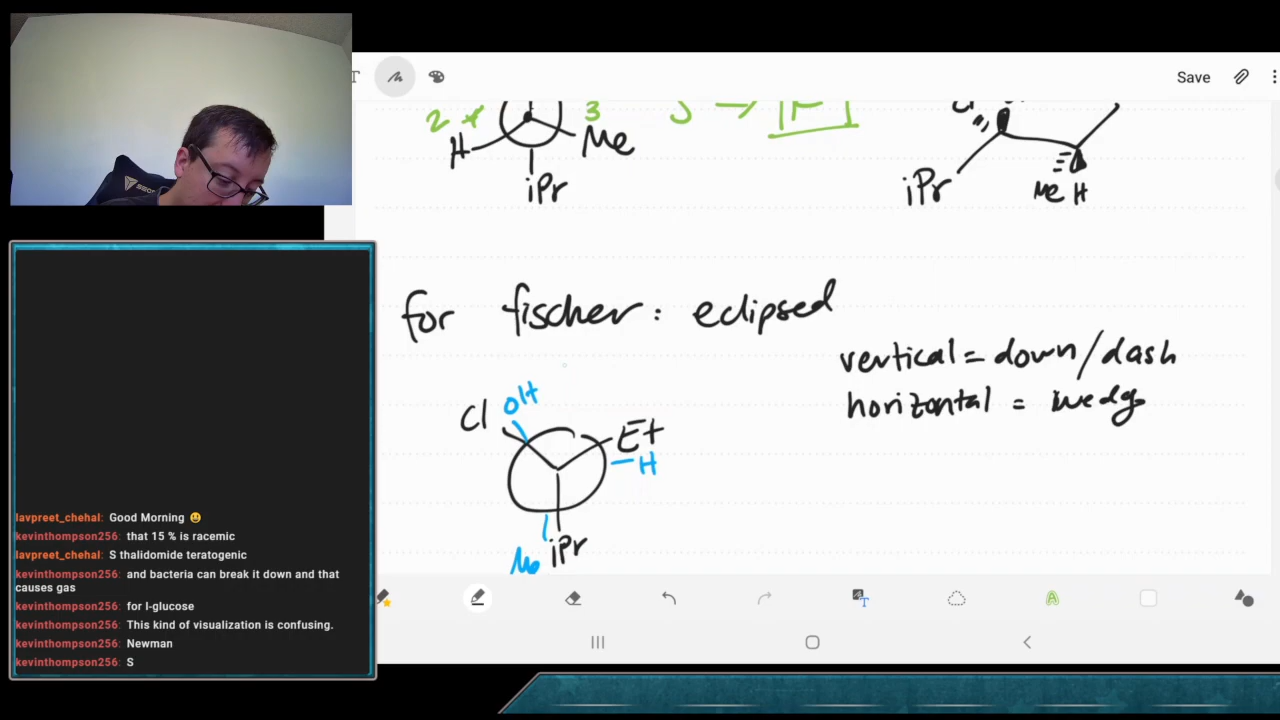 T
Save
2
3
H
Me
iPr
S →
iPr
Me H
for fischer: eclipsed
vertical = down/dash
horizontal = wedg
Cl
OH
Et
H
Me
iPr
T
A
lavpreet_chehal: Good Morning 😃
kevinthompson256: that 15 % is racemic
lavpreet_chehal: S thalidomide teratogenic
kevinthompson256: and bacteria can break it down and that
causes gas
kevinthompson256: for l-glucose
kevinthompson256: This kind of visualization is confusing.
kevinthompson256: Newman
kevinthompson256: S